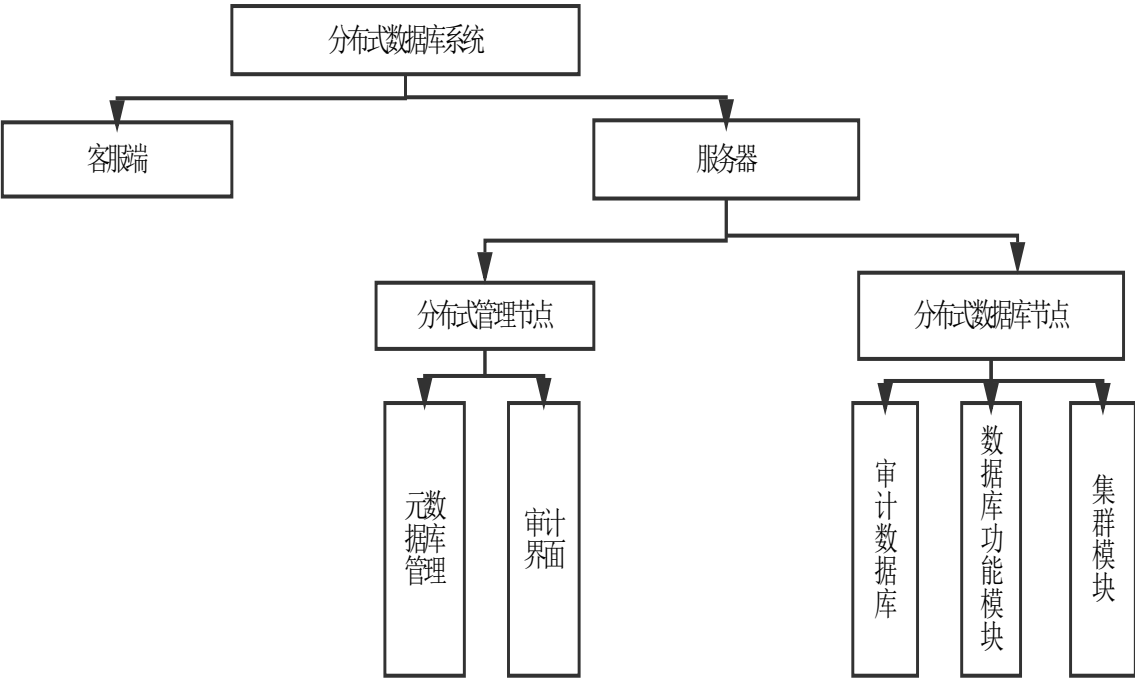 分布式数据库系统
客服端
服务器
分布式管理节点
分布式数据库节点
元数
据库
管理
审计
界面
审计数据库
数据库功能模块
集群模块